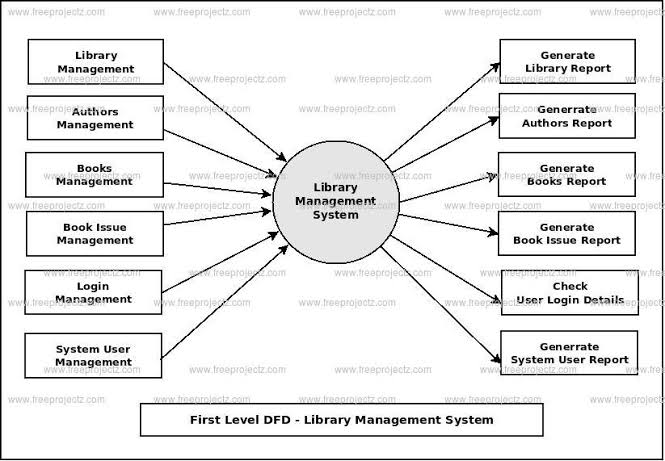 Library
Management
Authors
Management
Books
Management
Book Issue
Management
Login
Management
System User
Management
Library
Management
System
Generate
Library Report
Generrate
Authors Report
Generate
Books Report
Generate
Book Issue Report
Check
User Login Details
Generrate
System User Report
First Level DFD - Library Management System
www.freeprojectz.com